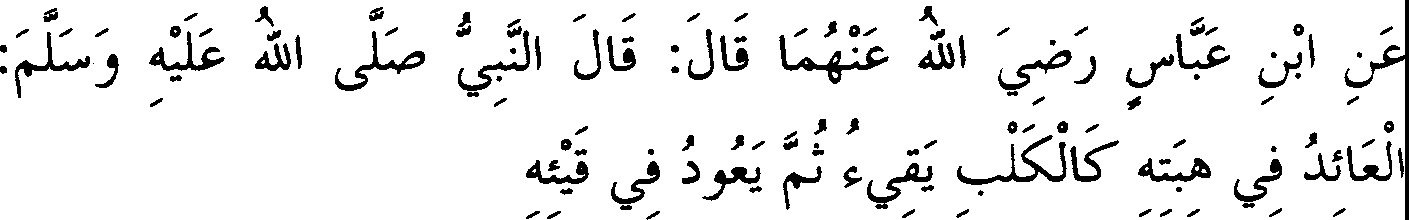 عَنِ ابْنِ عَبَّاسٍ رَضِيَ اللهُ عَنْهُمَا قَالَ: قَالَ النَّبِيُّ صَلَّى اللهُ عَلَيْهِ وَسَلَّمَ:
الْعَائِدُ فِي هِبَتِهِ كَالْكَلْبِ يَقِيءُ ثُمَّ يَعُودُ فِي قَيْئِهِ